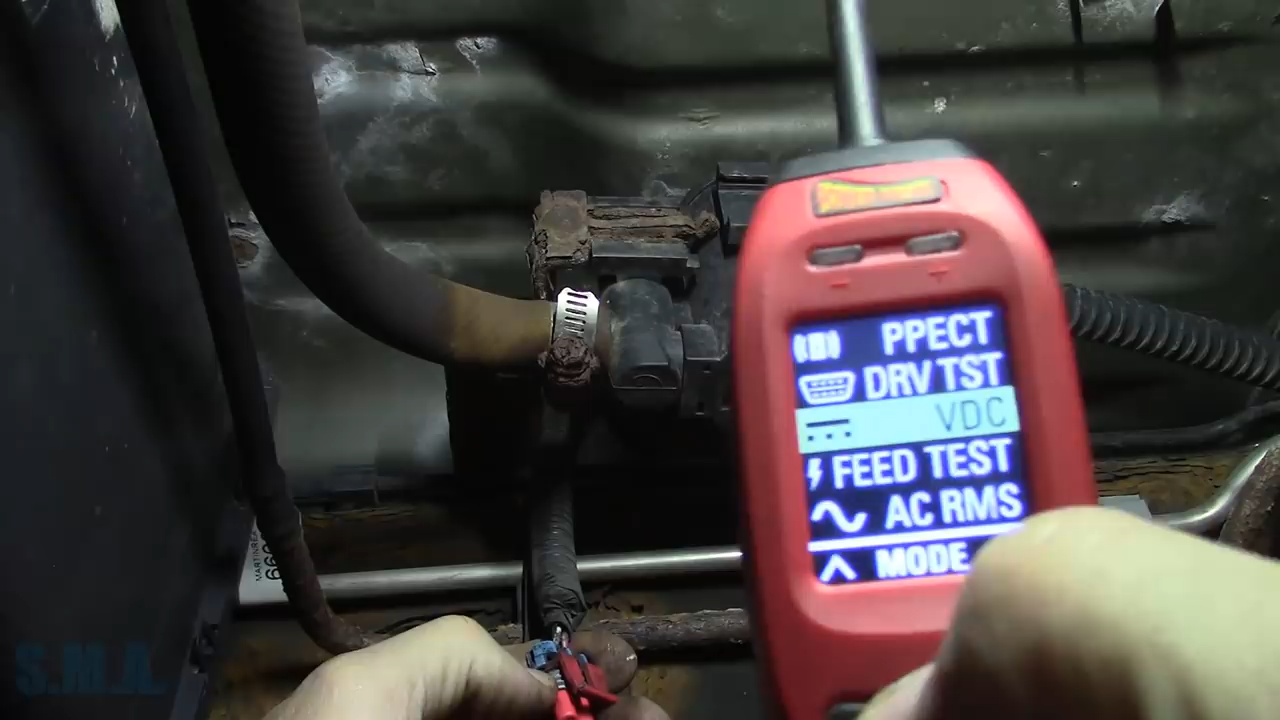 PPECT
DRV TST
VDC
FEED TEST
AC RMS
MODE
S.M.A.